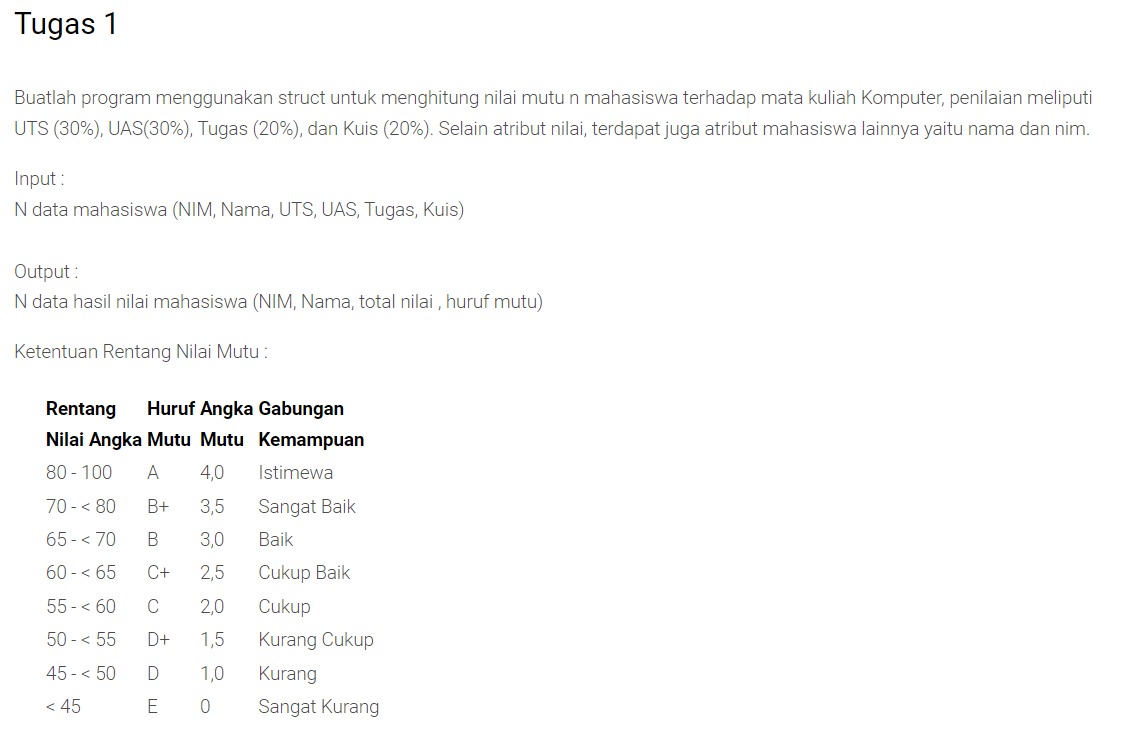 Tugas 1
Buatlah program menggunakan struct untuk menghitung nilai mutu n mahasiswa terhadap mata kuliah Komputer, penilaian meliputi
UTS (30%), UAS(30%), Tugas (20%), dan Kuis (20%). Selain atribut nilai, terdapat juga atribut mahasiswa lainnya yaitu nama dan nim.
Input :
N data mahasiswa (NIM, Nama, UTS, UAS, Tugas, Kuis)
Output :
N data hasil nilai mahasiswa (NIM, Nama, total nilai , huruf mutu)
Ketentuan Rentang Nilai Mutu :
Rentang Huruf Angka Gabungan
Nilai Angka Mutu Mutu Kemampuan
80 - 100 A 4,0 Istimewa
70 - < 80 B+ 3,5 Sangat Baik
65 - < 70 B 3,0 Baik
60 - < 65 C+ 2,5 Cukup Baik
55 - < 60 C 2,0 Cukup
50 - < 55 D+ 1,5 Kurang Cukup
45 - < 50 D 1,0 Kurang
< 45 E 0 Sangat Kurang